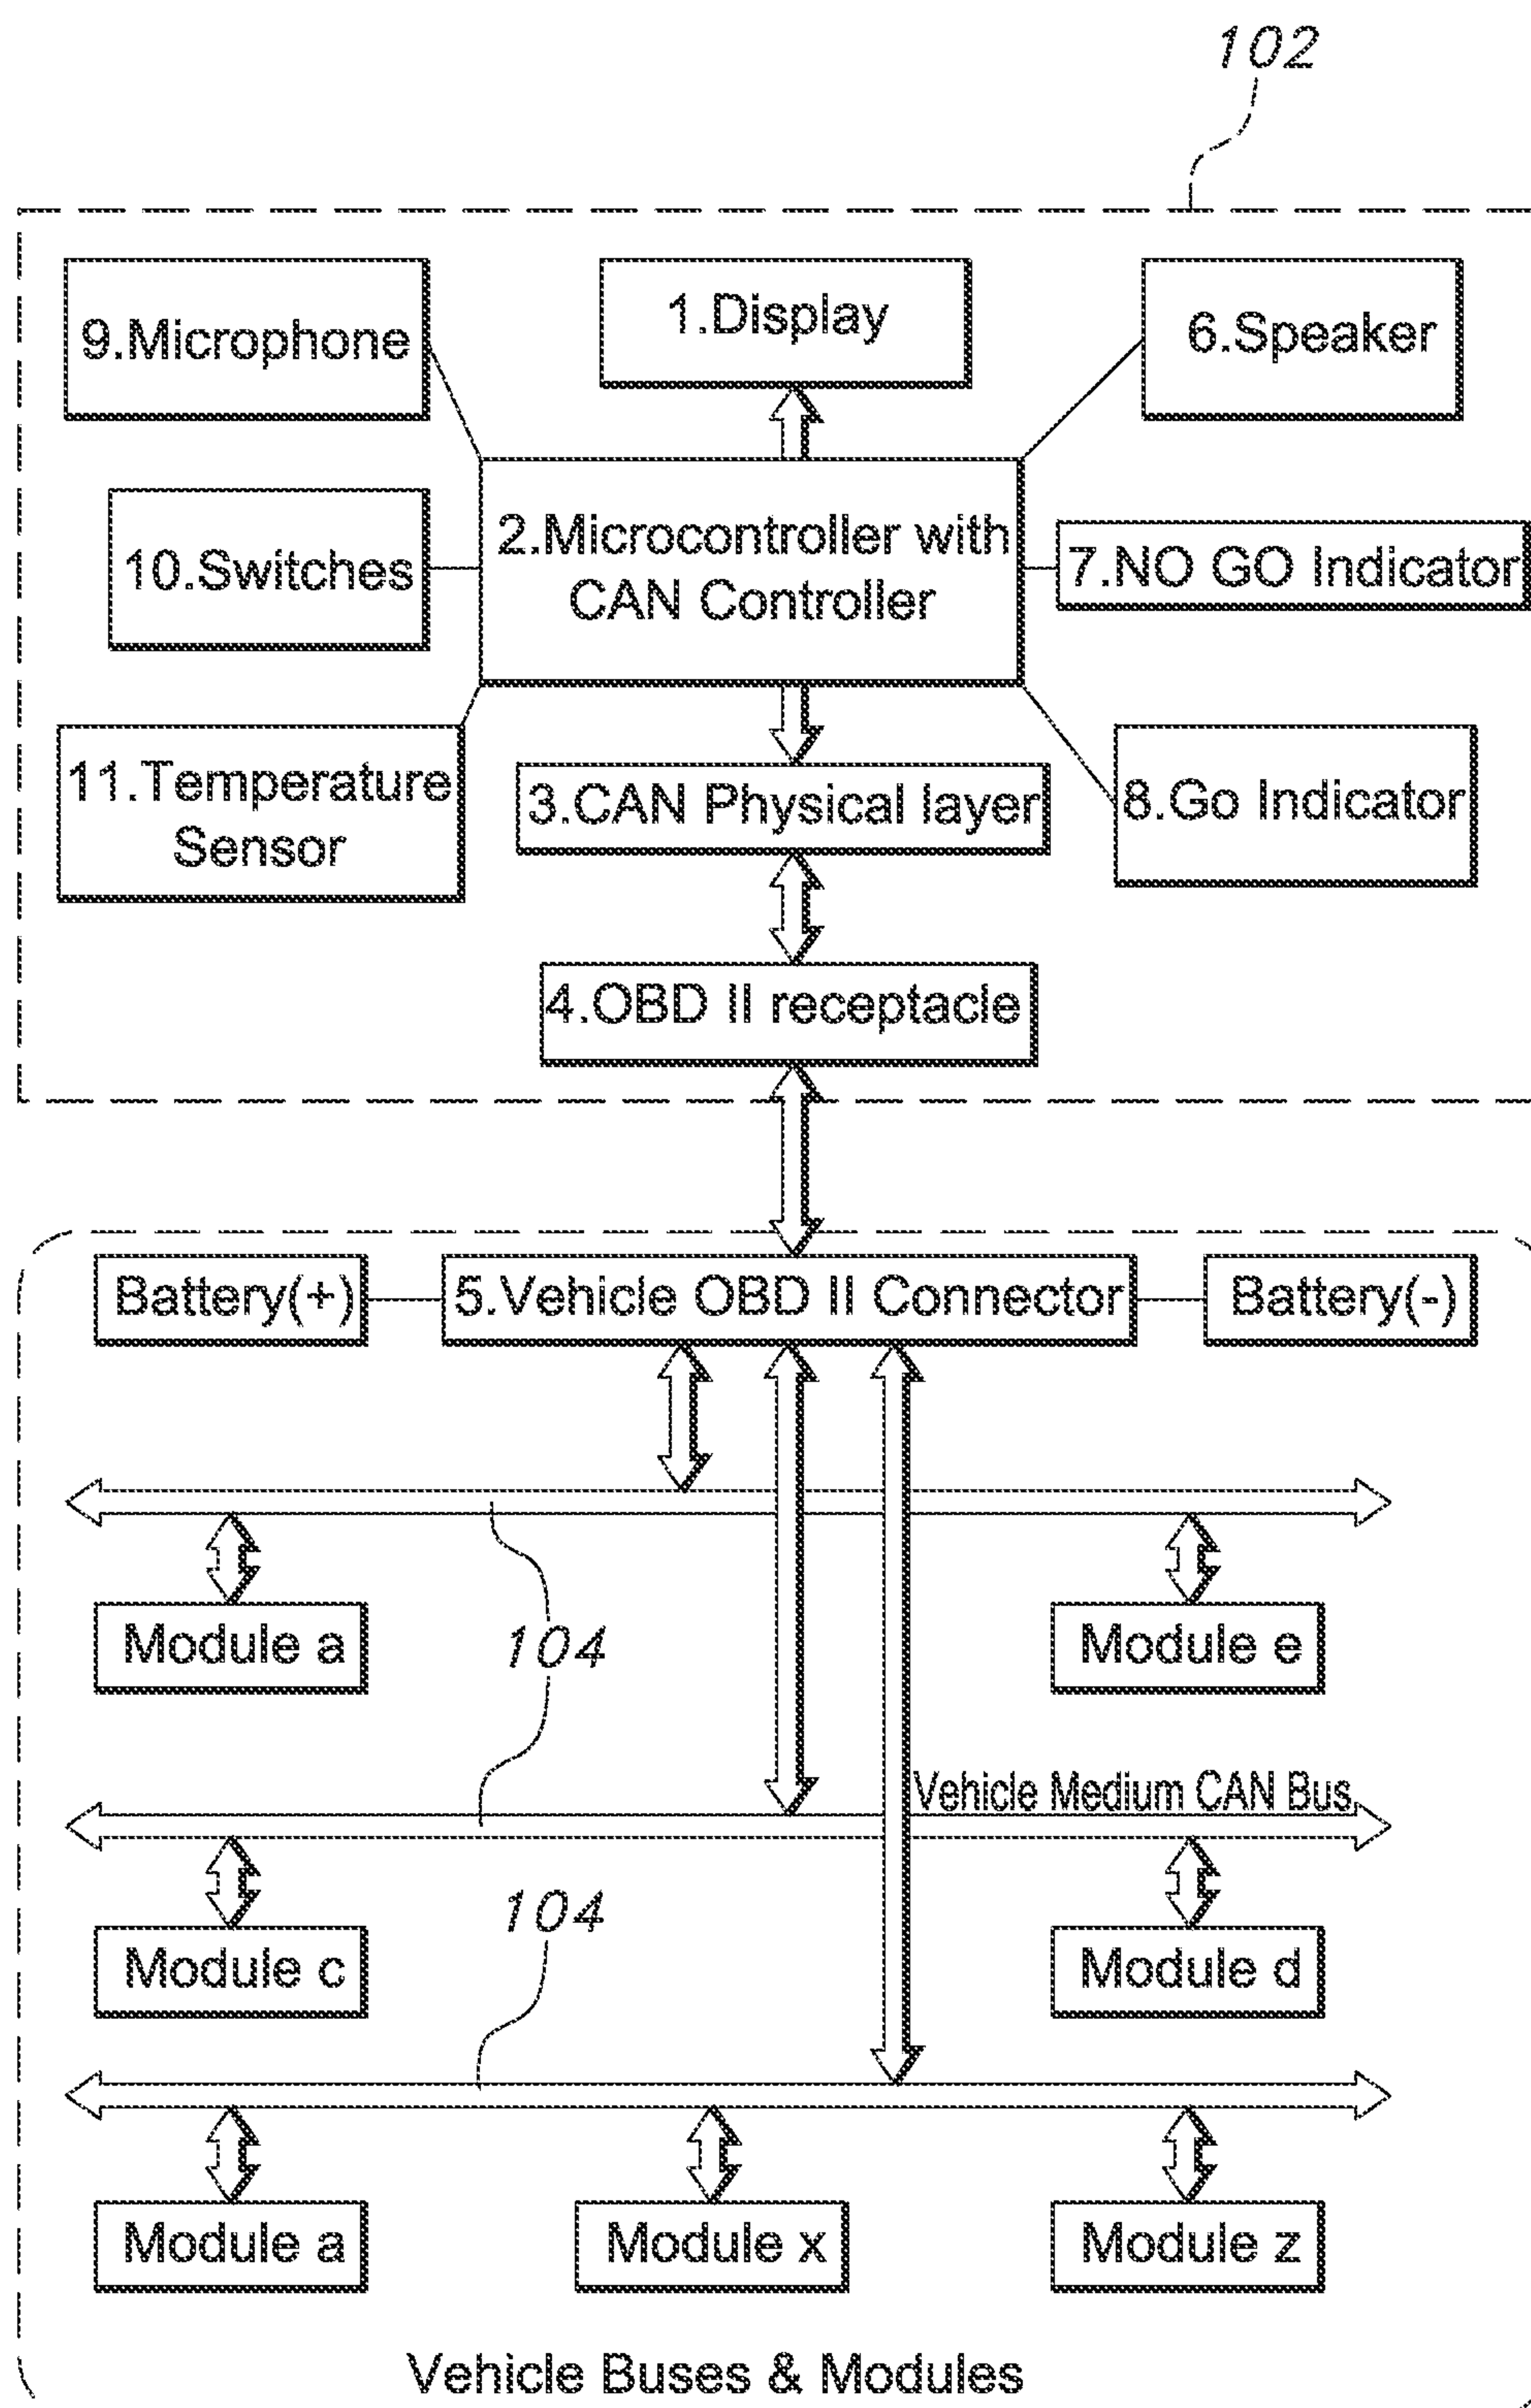 102
9.Microphone
1.Display
6.Speaker
10.Switches
2.Microcontroller with
CAN Controller
7.NO GO Indicator
11.Temperature
Sensor
3.CAN Physical layer
8.Go Indicator
4.OBD II receptacle
Battery(+)
5.Vehicle OBD II Connector
Battery(-)
Module a
104
Module e
Vehicle Medium CAN Bus
Module c
104
Module d
Module a
Module x
Module z
Vehicle Buses & Modules